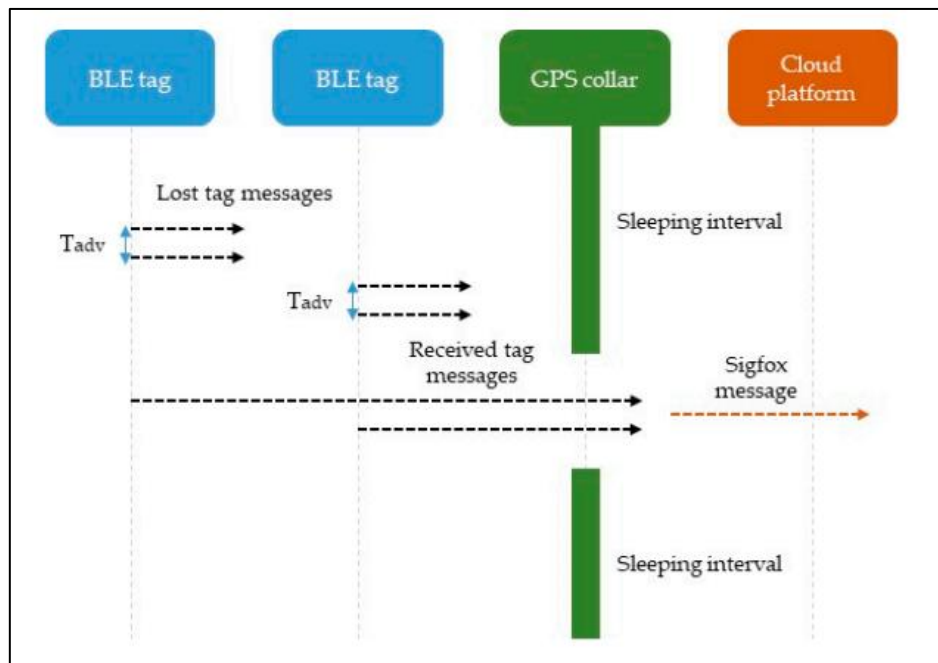 BLE tag
BLE tag
GPS collar
Cloud
platform
Lost tag messages
Sleeping interval
Tadv
Tadv
Received tag
messages
Sigfox
message
Sleeping interval